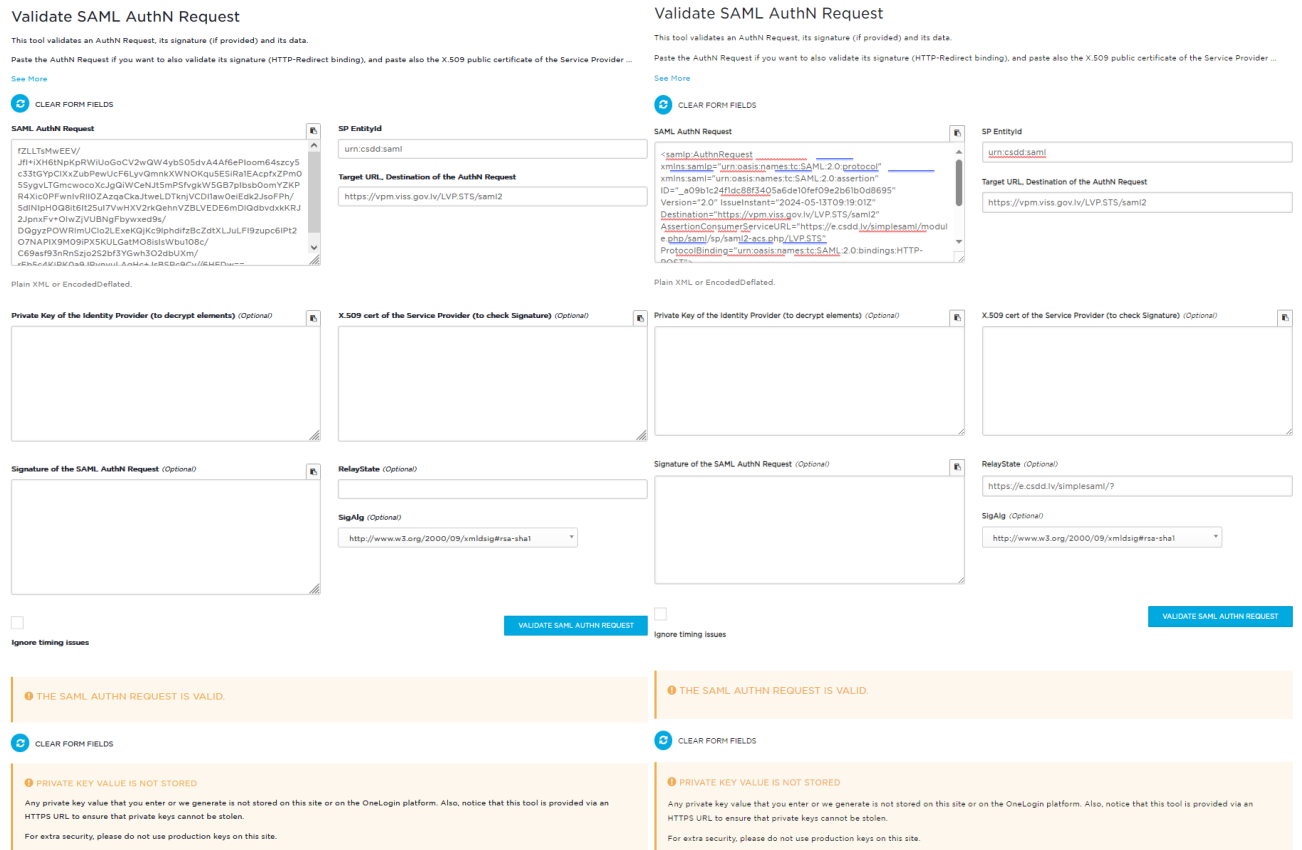 Validate SAML AuthN Request
This tool validates an AuthN Request, its signature (if provided) and its data.
Paste the AuthN Request if you want to also validate its signature (HTTP-Redirect binding), and paste also the X.509 public certificate of the Service Provider ...
See More
CLEAR FORM FIELDS
SAML AuthN Request
SP EntityId
urn:csdd:saml
Target URL, Destination of the AuthN Request
https://vpm.viss.gov.lv/LVP.STS/saml2
fZLLTsMwEEV/
Plain XML or EncodedDeflated.
Private Key of the Identity Provider (to decrypt elements) (Optional)
X.509 cert of the Service Provider (to check Signature) (Optional)
Signature of the SAML AuthN Request (Optional)
RelayState (Optional)
SigAlg (Optional)
http://www.w3.org/2000/09/xmldsig#rsa-sha1
Ignore timing issues
VALIDATE SAML AUTHN REQUEST
THE SAML AUTHN REQUEST IS VALID.
CLEAR FORM FIELDS
PRIVATE KEY VALUE IS NOT STORED
Any private key value that you enter or we generate is not stored on this site or on the OneLogin platform. Also, notice that this tool is provided via an
HTTPS URL to ensure that private keys cannot be stolen.
For extra security, please do not use production keys on this site.
Validate SAML AuthN Request
This tool validates an AuthN Request, its signature (if provided) and its data.
Paste the AuthN Request if you want to also validate its signature (HTTP-Redirect binding), and paste also the X.509 public certificate of the Service Provider ...
See More
CLEAR FORM FIELDS
SAML AuthN Request
<samlp:AuthnRequest
xmlns:samlp="urn:oasis:names:tc:SAML:2.0:protocol"
xmlns:saml="urn:oasis:names:tc:SAML:2.0:assertion"
ID="_a09b1c24f1dc88f3405a6de10fef09e2b61b0d8695"
Version="2.0" IssueInstant="2024-05-13T09:19:01Z"
Destination="https://vpm.viss.gov.lv/LVP.STS/saml2"
AssertionConsumerServiceURL="https://e.csdd.lv/simplesaml/modul
e.php/saml/sp/saml2-acs.php/LVP.STS"
ProtocolBinding="urn:oasis:names:tc:SAML:2.0:bindings:HTTP-
POST">
SP EntityId
urn:csdd:saml
Target URL, Destination of the AuthN Request
https://vpm.viss.gov.lv/LVP.STS/saml2
Plain XML or EncodedDeflated.
Private Key of the Identity Provider (to decrypt elements) (Optional)
X.509 cert of the Service Provider (to check Signature) (Optional)
Signature of the SAML AuthN Request (Optional)
RelayState (Optional)
https://e.csdd.lv/simplesaml/?
SigAlg (Optional)
http://www.w3.org/2000/09/xmldsig#rsa-sha1
Ignore timing issues
VALIDATE SAML AUTHN REQUEST
THE SAML AUTHN REQUEST IS VALID.
CLEAR FORM FIELDS
PRIVATE KEY VALUE IS NOT STORED
Any private key value that you enter or we generate is not stored on this site or on the OneLogin platform. Also, notice that this tool is provided via an
HTTPS URL to ensure that private keys cannot be stolen.
For extra security, please do not use production keys on this site.